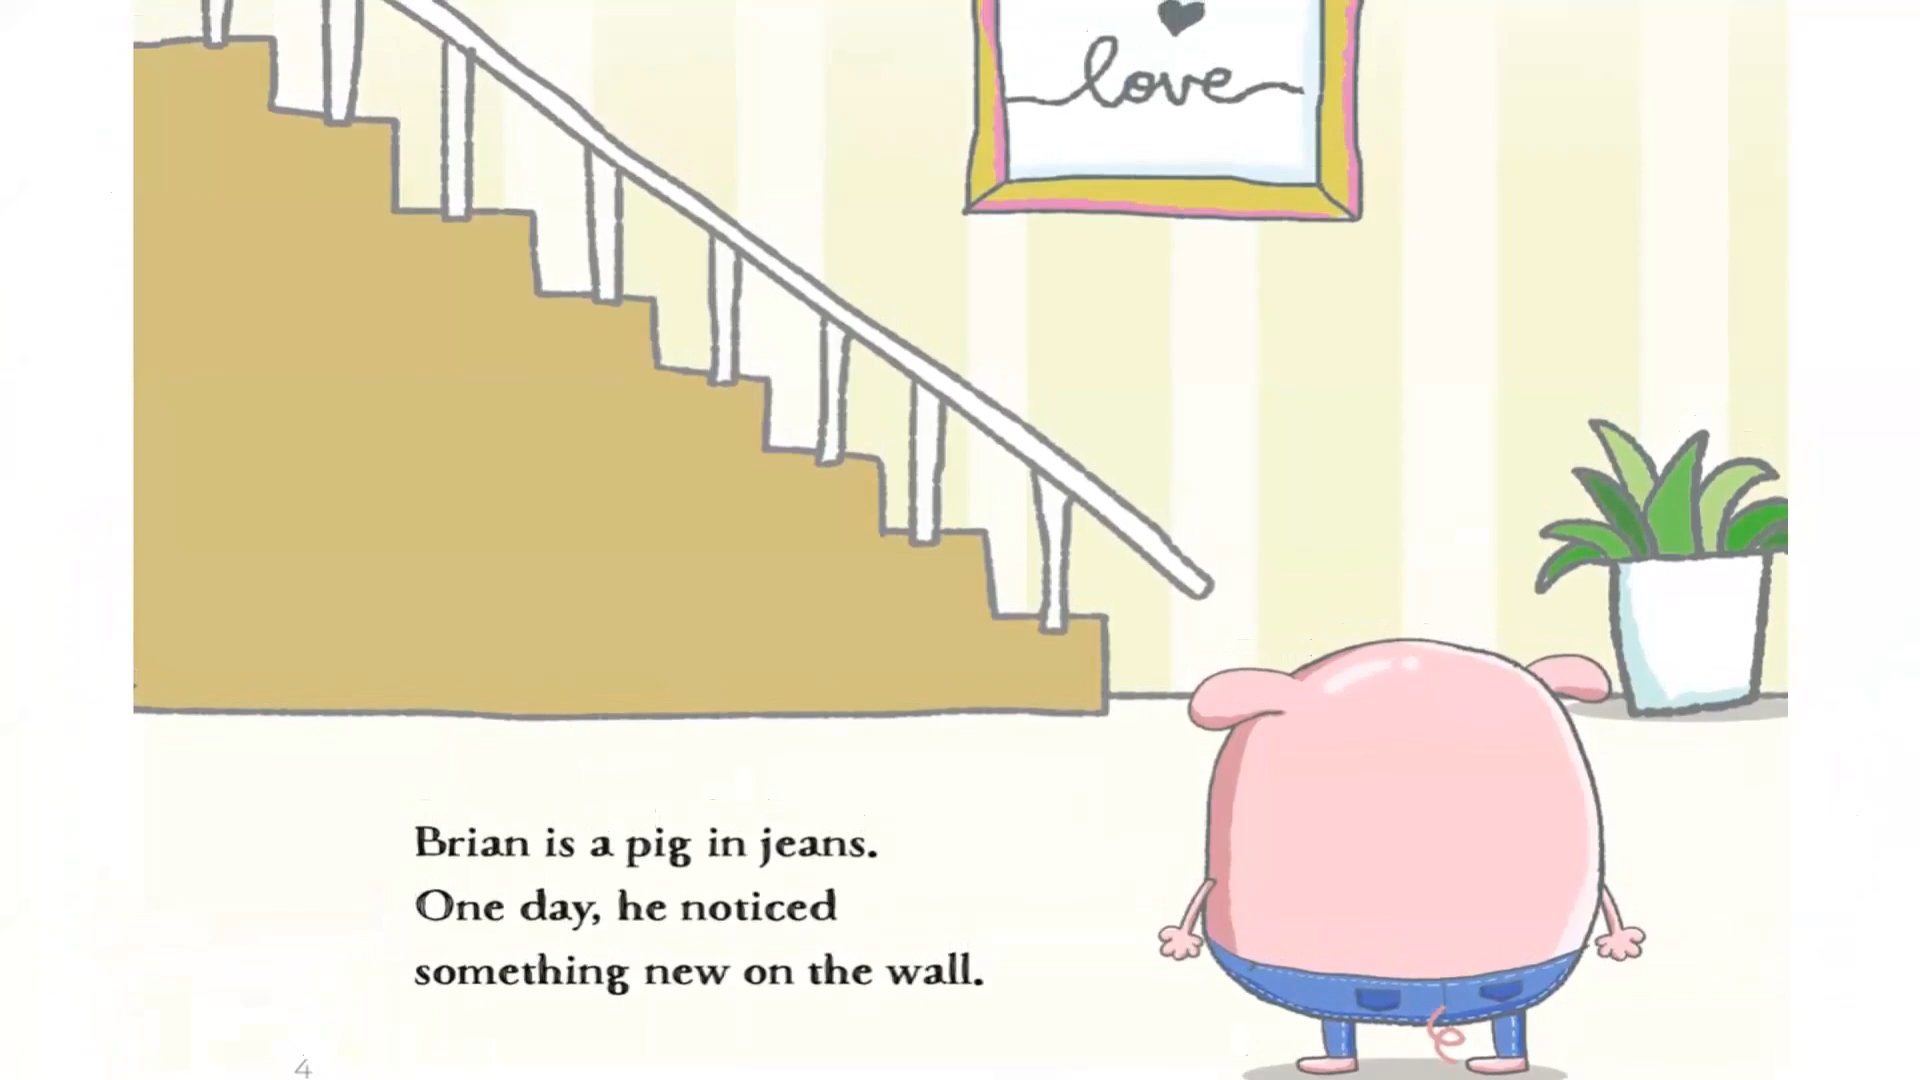 love
Brian is a pig in jeans.
One day, he noticed
something new on the wall.
4